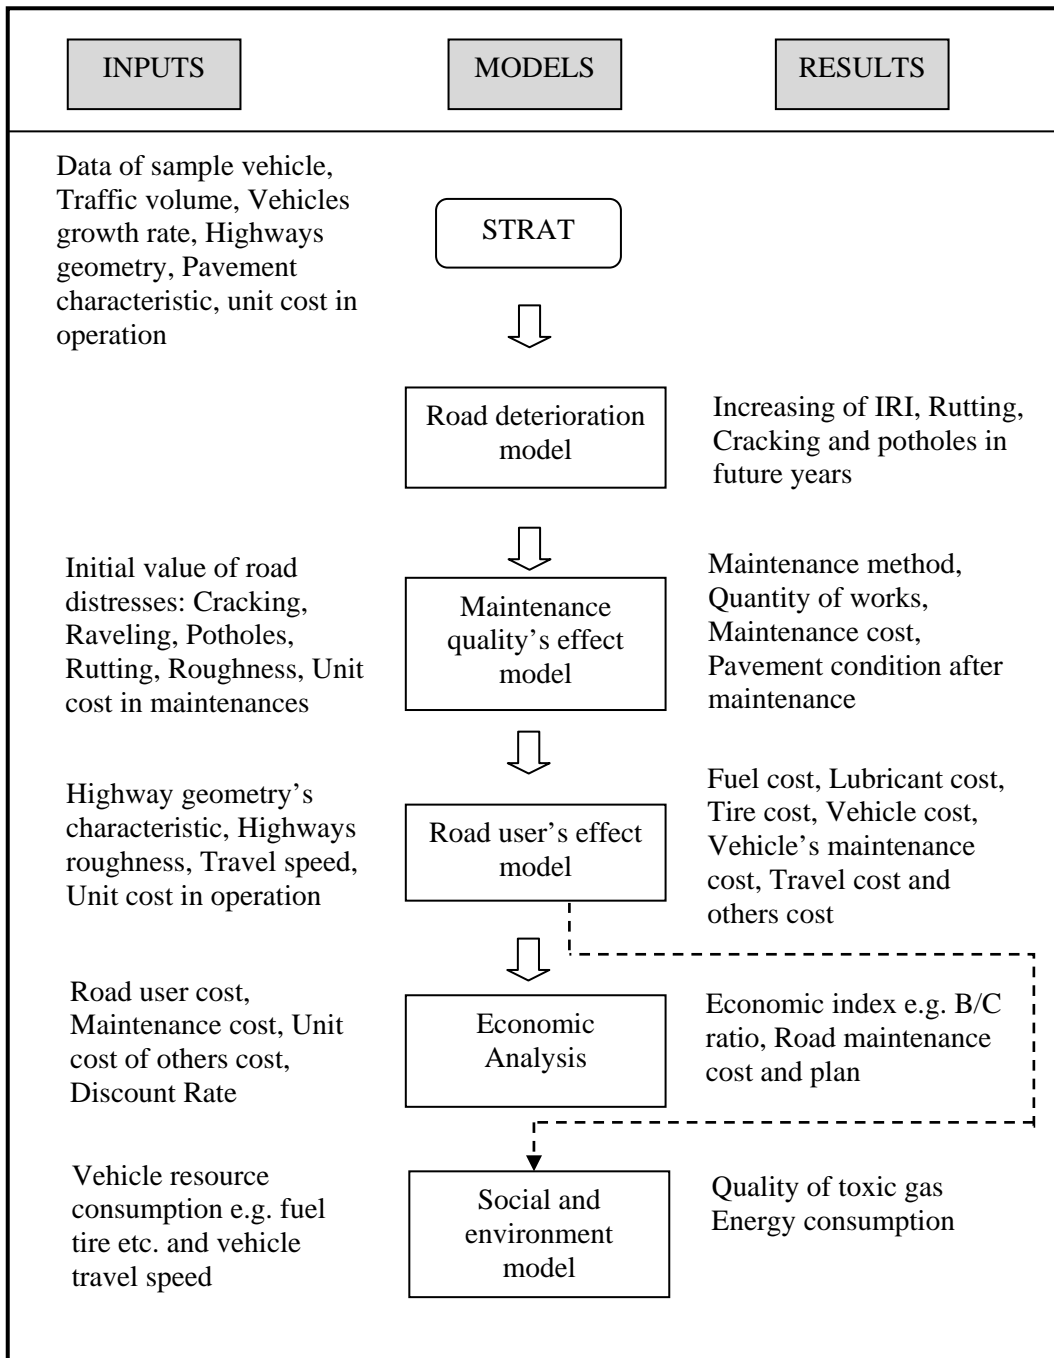 INPUTS
MODELS
RESULTS
Data of sample vehicle,
Traffic volume, Vehicles
growth rate, Highways
geometry, Pavement
characteristic, unit cost in
operation
STRAT
Road deterioration
model
Increasing of IRI, Rutting,
Cracking and potholes in
future years
Initial value of road
distresses: Cracking,
Raveling, Potholes,
Rutting, Roughness, Unit
cost in maintenances
Maintenance
quality’s effect
model
Maintenance method,
Quantity of works,
Maintenance cost,
Pavement condition after
maintenance
Highway geometry’s
characteristic, Highways
roughness, Travel speed,
Unit cost in operation
Road user’s effect
model
Fuel cost, Lubricant cost,
Tire cost, Vehicle cost,
Vehicle’s maintenance
cost, Travel cost and
others cost
Road user cost,
Maintenance cost, Unit
cost of others cost,
Discount Rate
Economic
Analysis
Economic index e.g. B/C
ratio, Road maintenance
cost and plan
Vehicle resource
consumption e.g. fuel
tire etc. and vehicle
travel speed
Social and
environment
model
Quality of toxic gas
Energy consumption